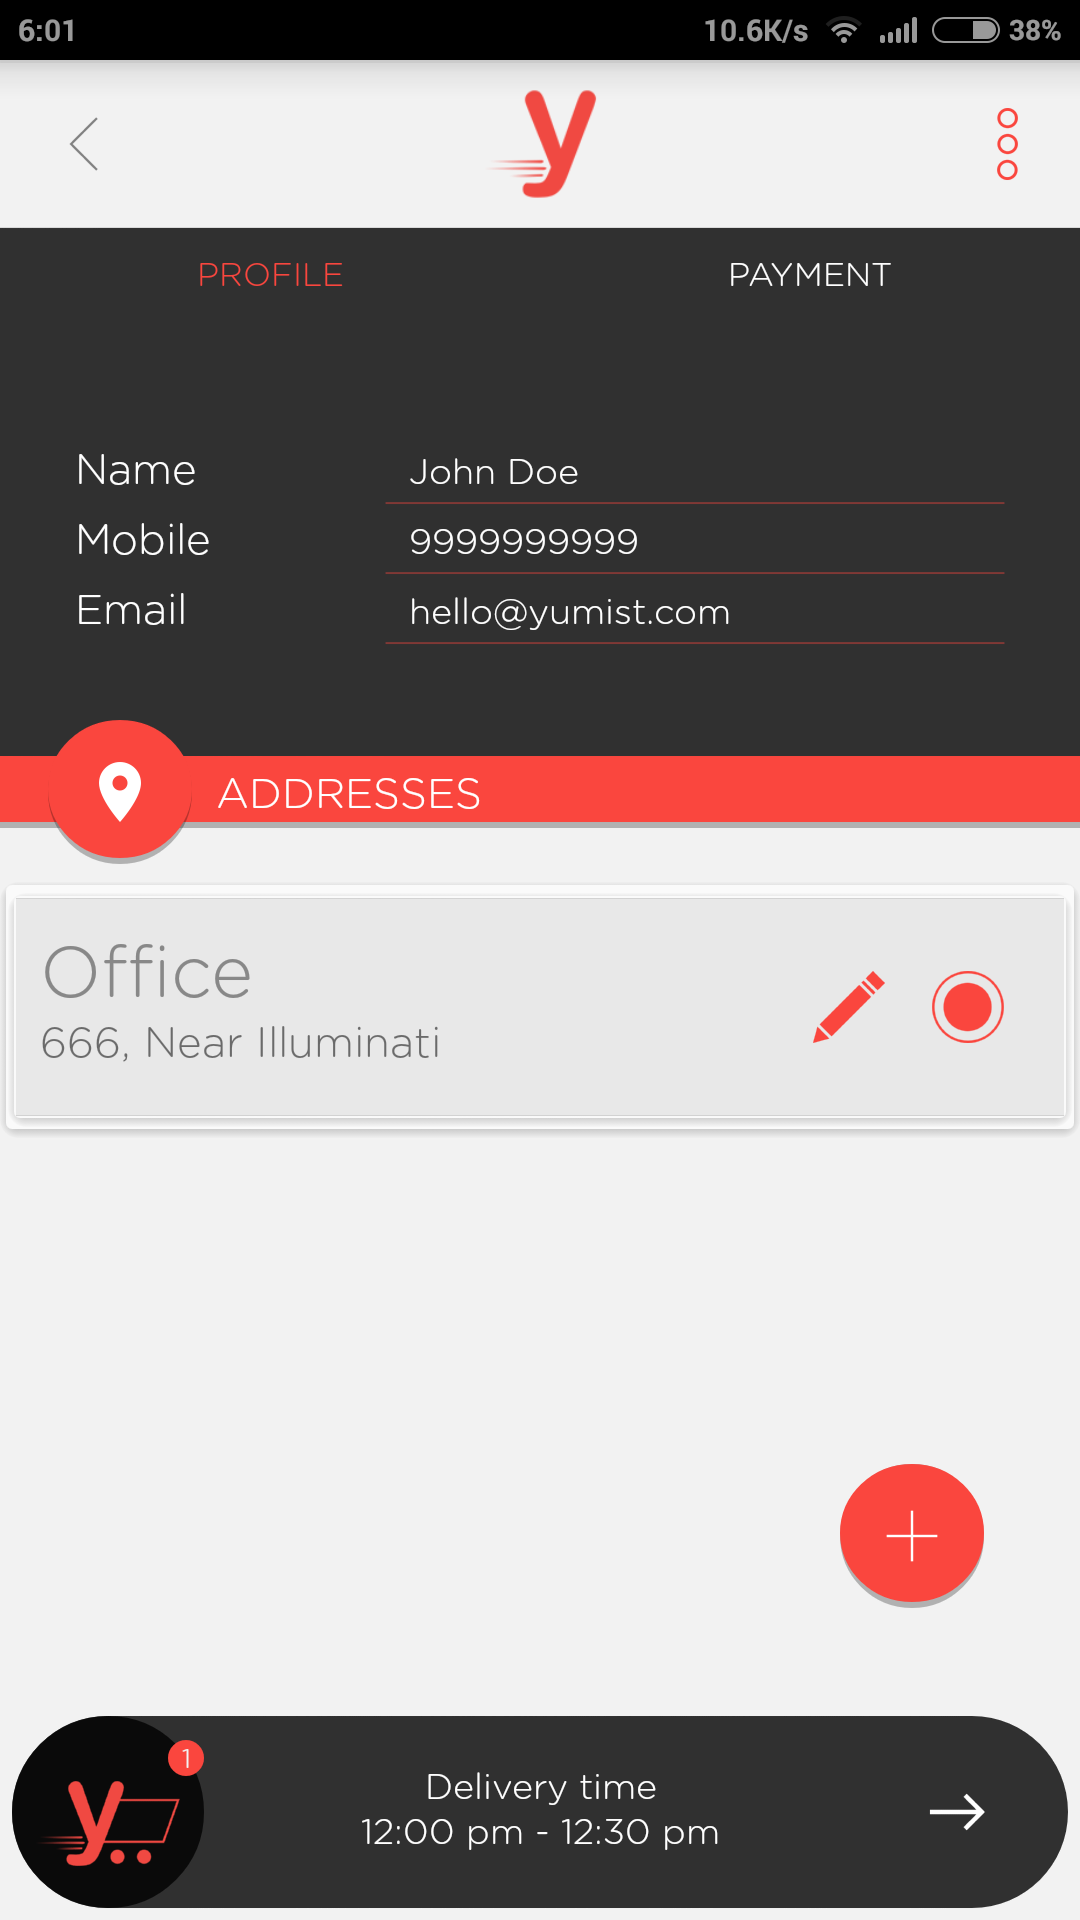 6:01 10.6K/s 38%
y
PROFILE PAYMENT
Name John Doe
Mobile 9999999999
Email hello@yumist.com
ADDRESSES
Office
666, Near Illuminati
1
y
Delivery time
12:00 pm - 12:30 pm